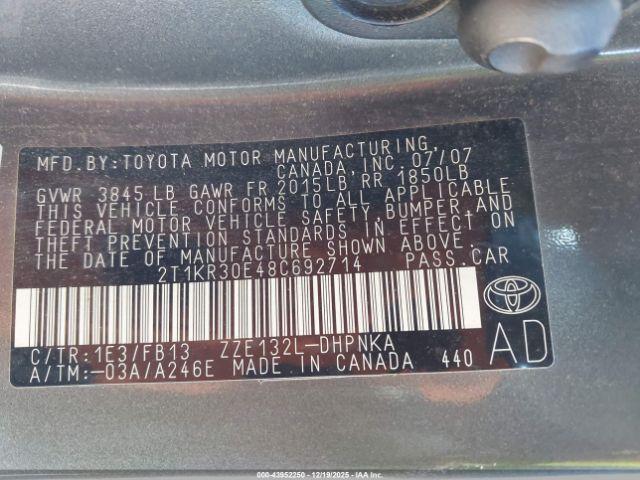 MFD. BY: TOYOTA MOTOR MANUFACTURING,
CANADA, INC. 07/07
GVWR 3845 LB GAWR FR 2015LB RR 1850LB
THIS VEHICLE CONFORMS TO ALL APPLICABLE
FEDERAL MOTOR VEHICLE SAFETY, BUMPER, AND
THEFT PREVENTION STANDARDS IN EFFECT ON
THE DATE OF MANUFACTURE SHOWN ABOVE.
2T1KR30E48C692714 PASS. CAR
C/TR: 1E3/FB13 ZZE132L-DHPNKA
A/TM:-03A/A246E MADE IN CANADA 440
AD
000-43952250 - 12/19/2025 - IAA Inc.